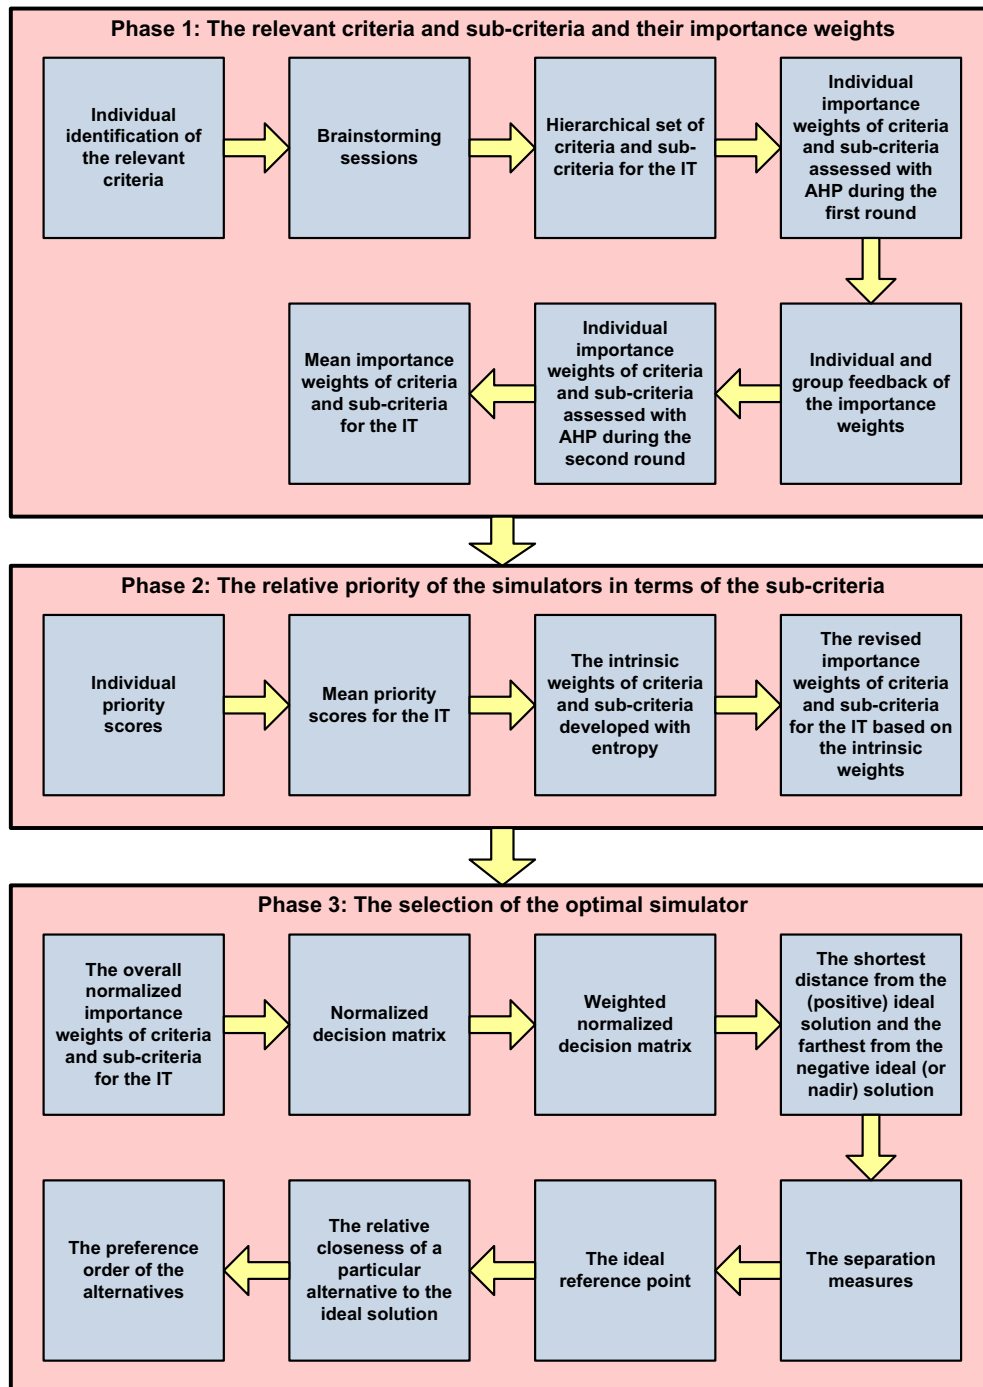 Phase 1: The relevant criteria and sub-criteria and their importance weights
Individual
identification of
the relevant
criteria
Brainstorming
sessions
Hierarchical set of
criteria and sub-
criteria for the IT
Individual
importance
weights of criteria
and sub-criteria
assessed with
AHP during the
first round
Individual and
group feedback of
the importance
weights
Individual
importance
weights of criteria
and sub-criteria
assessed with
AHP during the
second round
Mean importance
weights of criteria
and sub-criteria
for the IT
Phase 2: The relative priority of the simulators in terms of the sub-criteria
Individual
priority
scores
Mean priority
scores for the IT
The intrinsic
weights of criteria
and sub-criteria
developed with
entropy
The revised
importance
weights of criteria
and sub-criteria
for the IT based on
the intrinsic
weights
Phase 3: The selection of the optimal simulator
The overall
normalized
importance
weights of criteria
and sub-criteria
for the IT
Normalized
decision matrix
Weighted
normalized
decision matrix
The shortest
distance from the
(positive) ideal
solution and the
farthest from the
negative ideal (or
nadir) solution
The separation
measures
The ideal
reference point
The relative
closeness of a
particular
alternative to the
ideal solution
The preference
order of the
alternatives